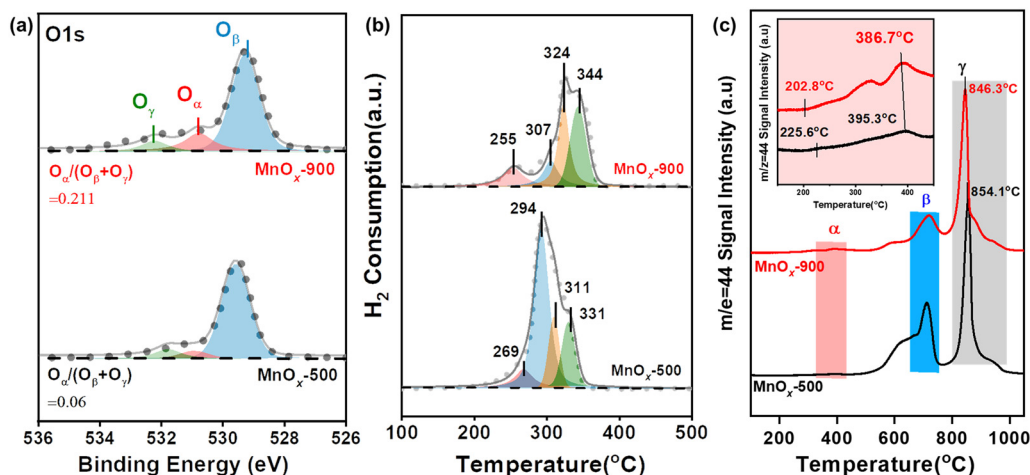 (a)
O1s
Oβ
Oγ
Oα
MnOx-900
Oα/(Oβ+Oγ)
=0.211
Oα/(Oβ+Oγ)
=0.06
MnOx-500
536 534 532 530 528 526
Binding Energy (eV)
(b)
H2 Consumption(a.u.)
324
344
307
255
MnOx-900
294
311
331
269
MnOx-500
100 200 300 400 500
Temperature(°C)
(c)
m/e=44 Signal Intensity (a.u)
m/e=44 Signal Intensity (a.u)
386.7°C
202.8°C
395.3°C
225.6°C
200 300 400
Temperature(°C)
γ
846.3°C
854.1°C
β
α
MnOx-900
MnOx-500
200 400 600 800 1000
Temperature(°C)